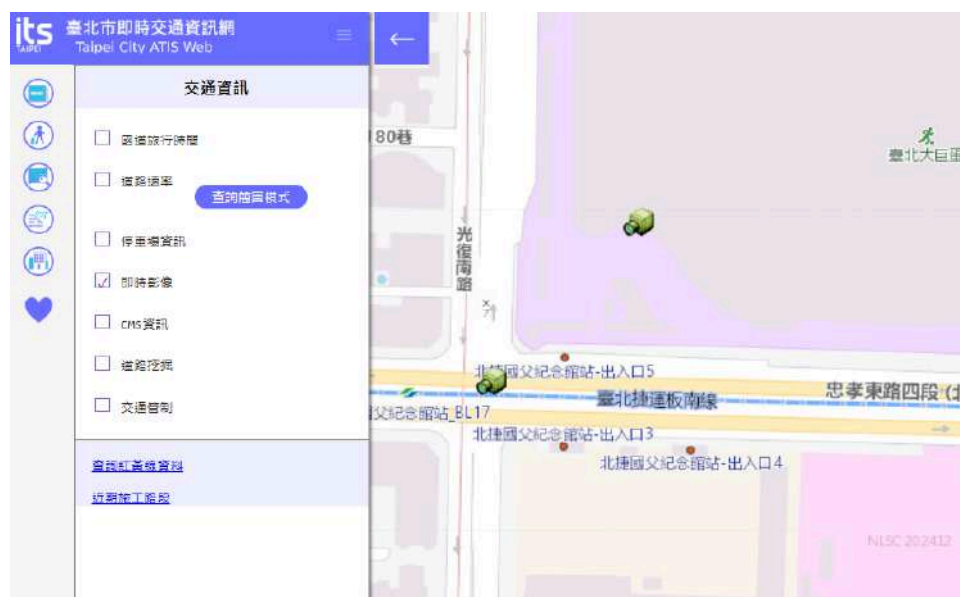 its
TAIPEI
臺北市即時交通資訊網
Taipei City ATIS Web
交通資訊
國道旅行時間
道路速率
查詢簡圖模式
停車場資訊
即時影像
CMS資訊
道路挖掘
交通管制
查詢紅黃線資料
近期施工路段
180巷
臺北大巨蛋
光復南路
北捷國父紀念館站-出入口5
臺北捷運板南線
忠孝東路四段 (北
國父紀念館站_BL17
北捷國父紀念館站-出入口3
北捷國父紀念館站-出入口4
NLSC 202412